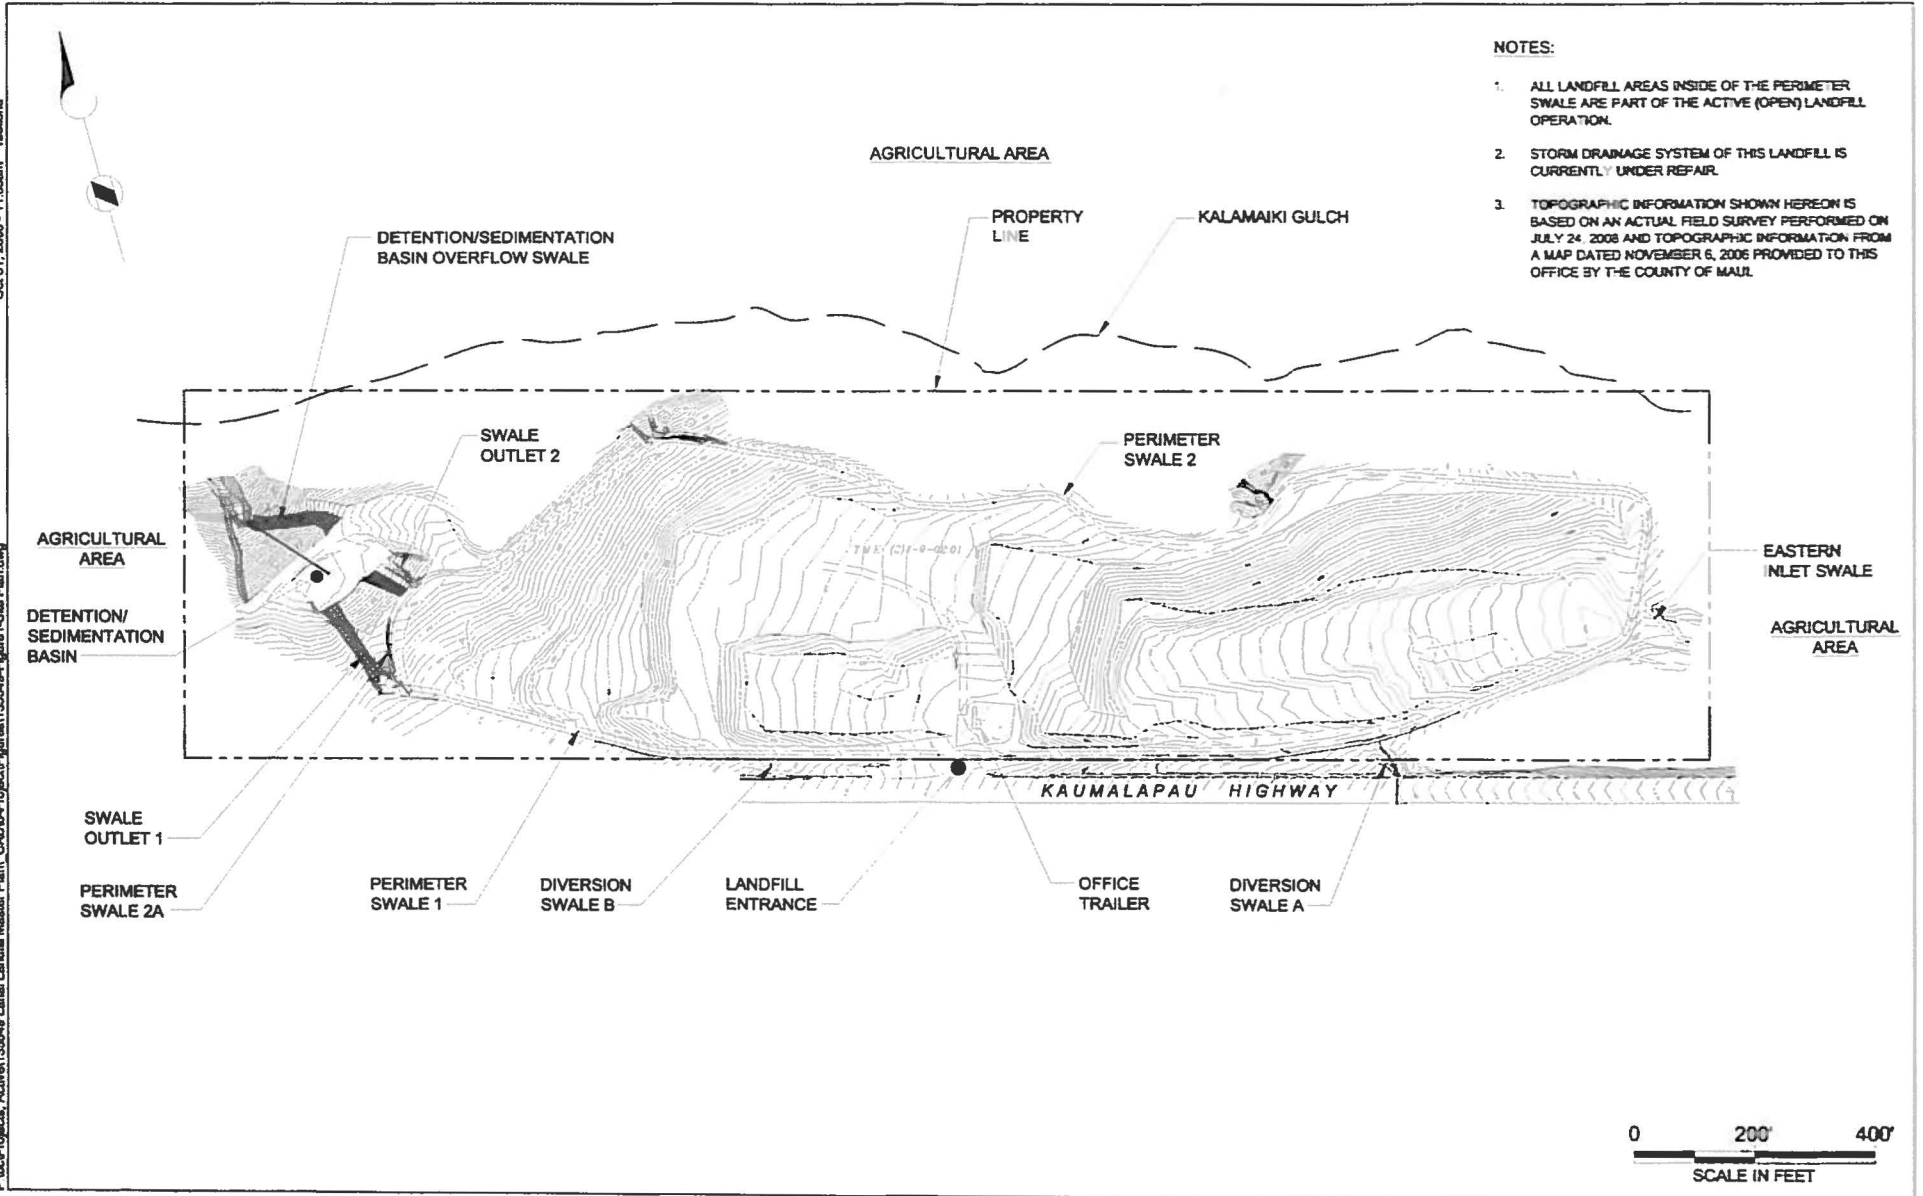 NOTES:
1. ALL LANDFILL AREAS INSIDE OF THE PERIMETER
SWALE ARE PART OF THE ACTIVE (OPEN) LANDFILL
OPERATION.
2. STORM DRAINAGE SYSTEM OF THIS LANDFILL IS
CURRENTLY UNDER REPAIR.
3. TOPOGRAPHIC INFORMATION SHOWN HEREON IS
BASED ON AN ACTUAL FIELD SURVEY PERFORMED ON
JULY 24, 2008 AND TOPOGRAPHIC INFORMATION FROM
A MAP DATED NOVEMBER 6, 2006 PROVIDED TO THIS
OFFICE BY THE COUNTY OF MAUI.
AGRICULTURAL AREA
DETENTION/SEDIMENTATION
BASIN OVERFLOW SWALE
PROPERTY
LINE
KALAMAIKI GULCH
SWALE
OUTLET 2
PERIMETER
SWALE 2
AGRICULTURAL
AREA
EASTERN
INLET SWALE
DETENTION/
SEDIMENTATION
BASIN
AGRICULTURAL
AREA
KAUMALAPAU HIGHWAY
SWALE
OUTLET 1
PERIMETER
SWALE 2A
PERIMETER
SWALE 1
DIVERSION
SWALE B
LANDFILL
ENTRANCE
OFFICE
TRAILER
DIVERSION
SWALE A
0 200' 400'
SCALE IN FEET